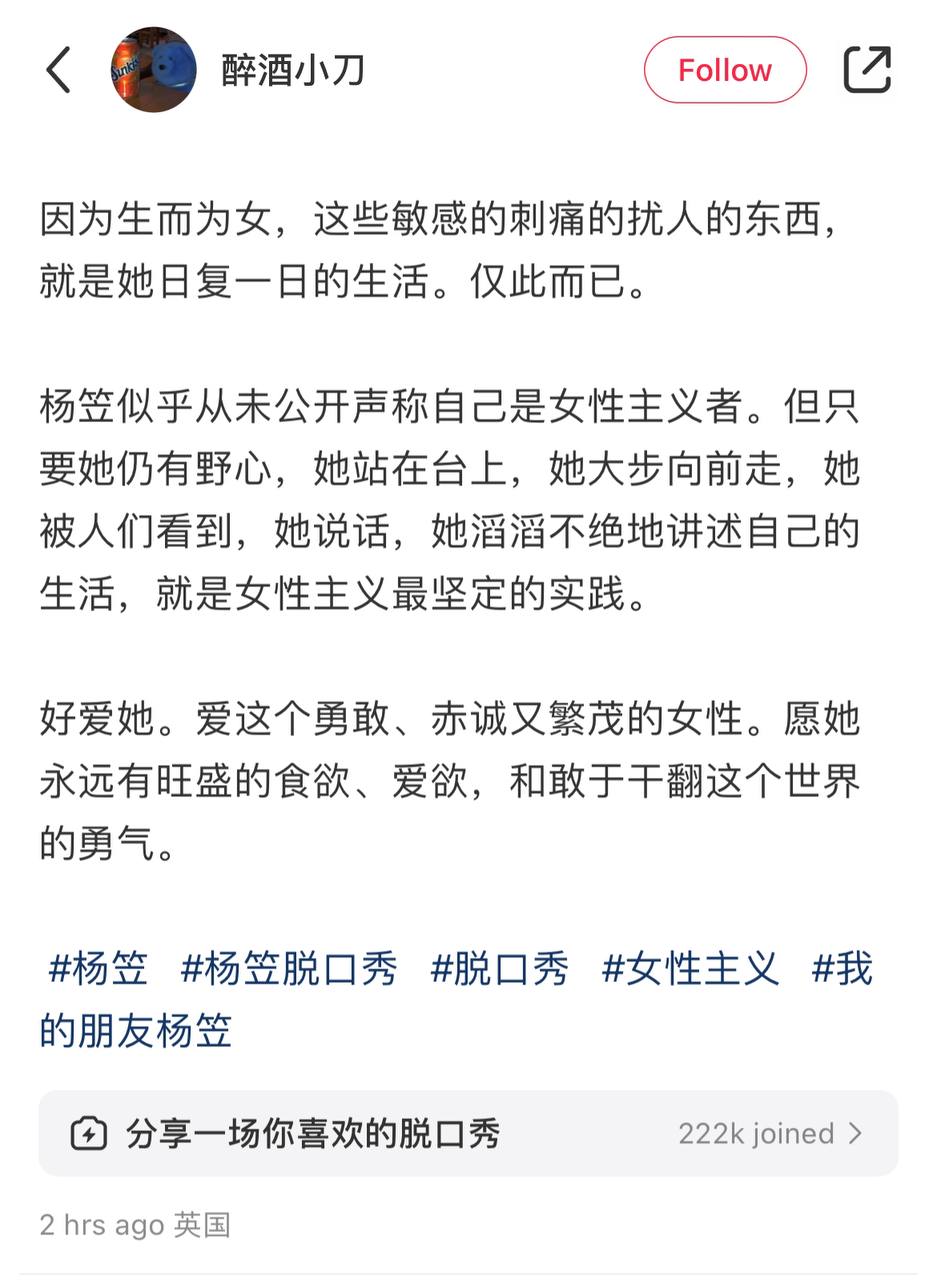 醉酒小刀
Follow
因为生而为女，这些敏感的刺痛的扰人的东西，
就是她日复一日的生活。仅此而已。
杨笠似乎从未公开声称自己是女性主义者。但只
要她仍有野心，她站在台上，她大步向前走，她
被人们看到，她说话，她滔滔不绝地讲述自己的
生活，就是女性主义最坚定的实践。
好爱她。爱这个勇敢、赤诚又繁茂的女性。愿她
永远有旺盛的食欲、爱欲，和敢于干翻这个世界
的勇气。
#杨笠 #杨笠脱口秀 #脱口秀 #女性主义 #我
的朋友杨笠
分享一场你喜欢的脱口秀 222k joined
2 hrs ago 英国